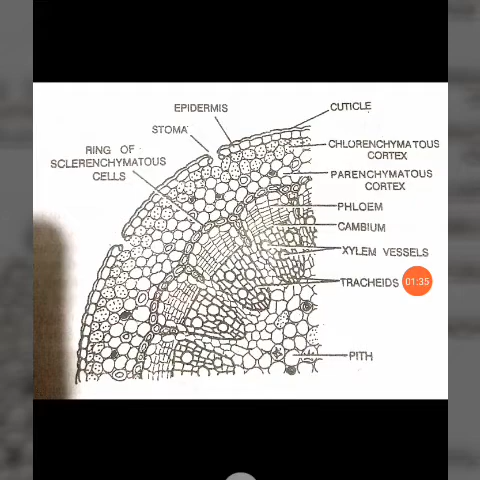 EPIDERMIS
CUTICLE
STOMA
RING OF
SCLERENCHYMATOUS
CELLS
CHLORENCHYMATOUS
CORTEX
PARENCHYMATOUS
CORTEX
PHLOEM
CAMBIUM
XYLEM VESSELS
TRACHEIDS
01:35
PITH